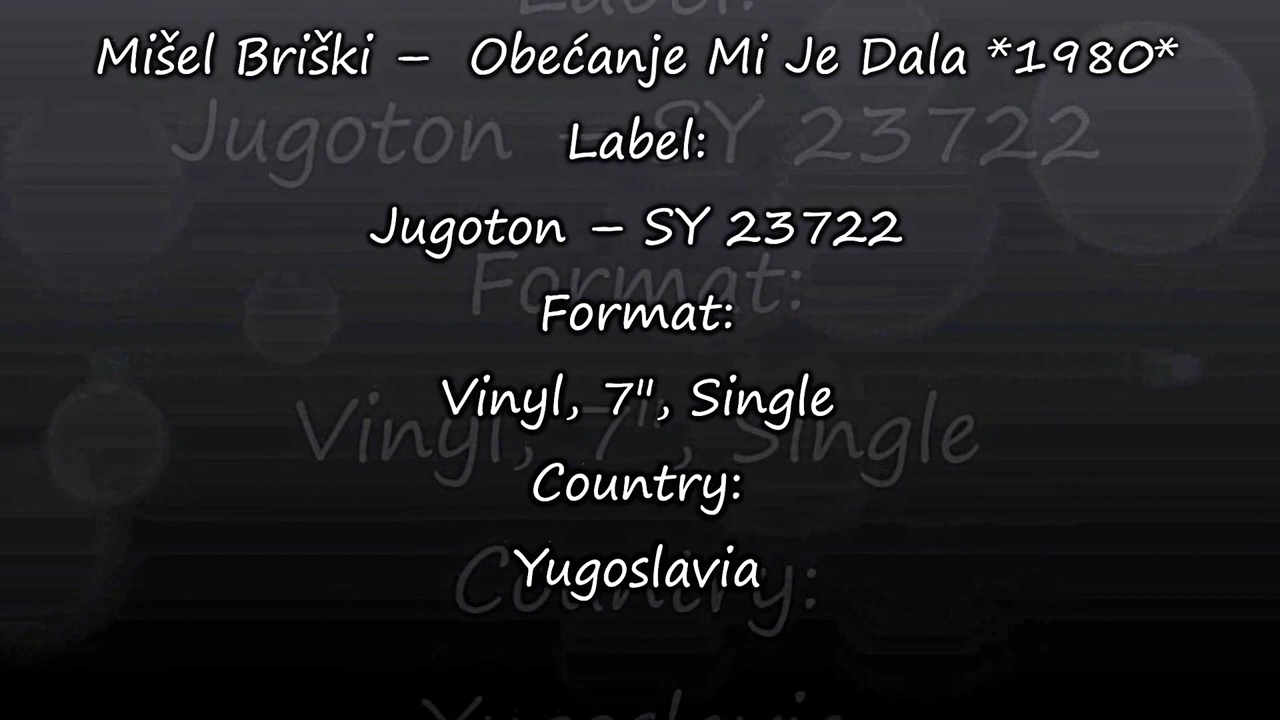 Mišel Briški – Obećanje Mi Je Dala *1980*
Label:
Jugoton – SY 23722
Format:
Vinyl, 7", Single
Country:
Yugoslavia